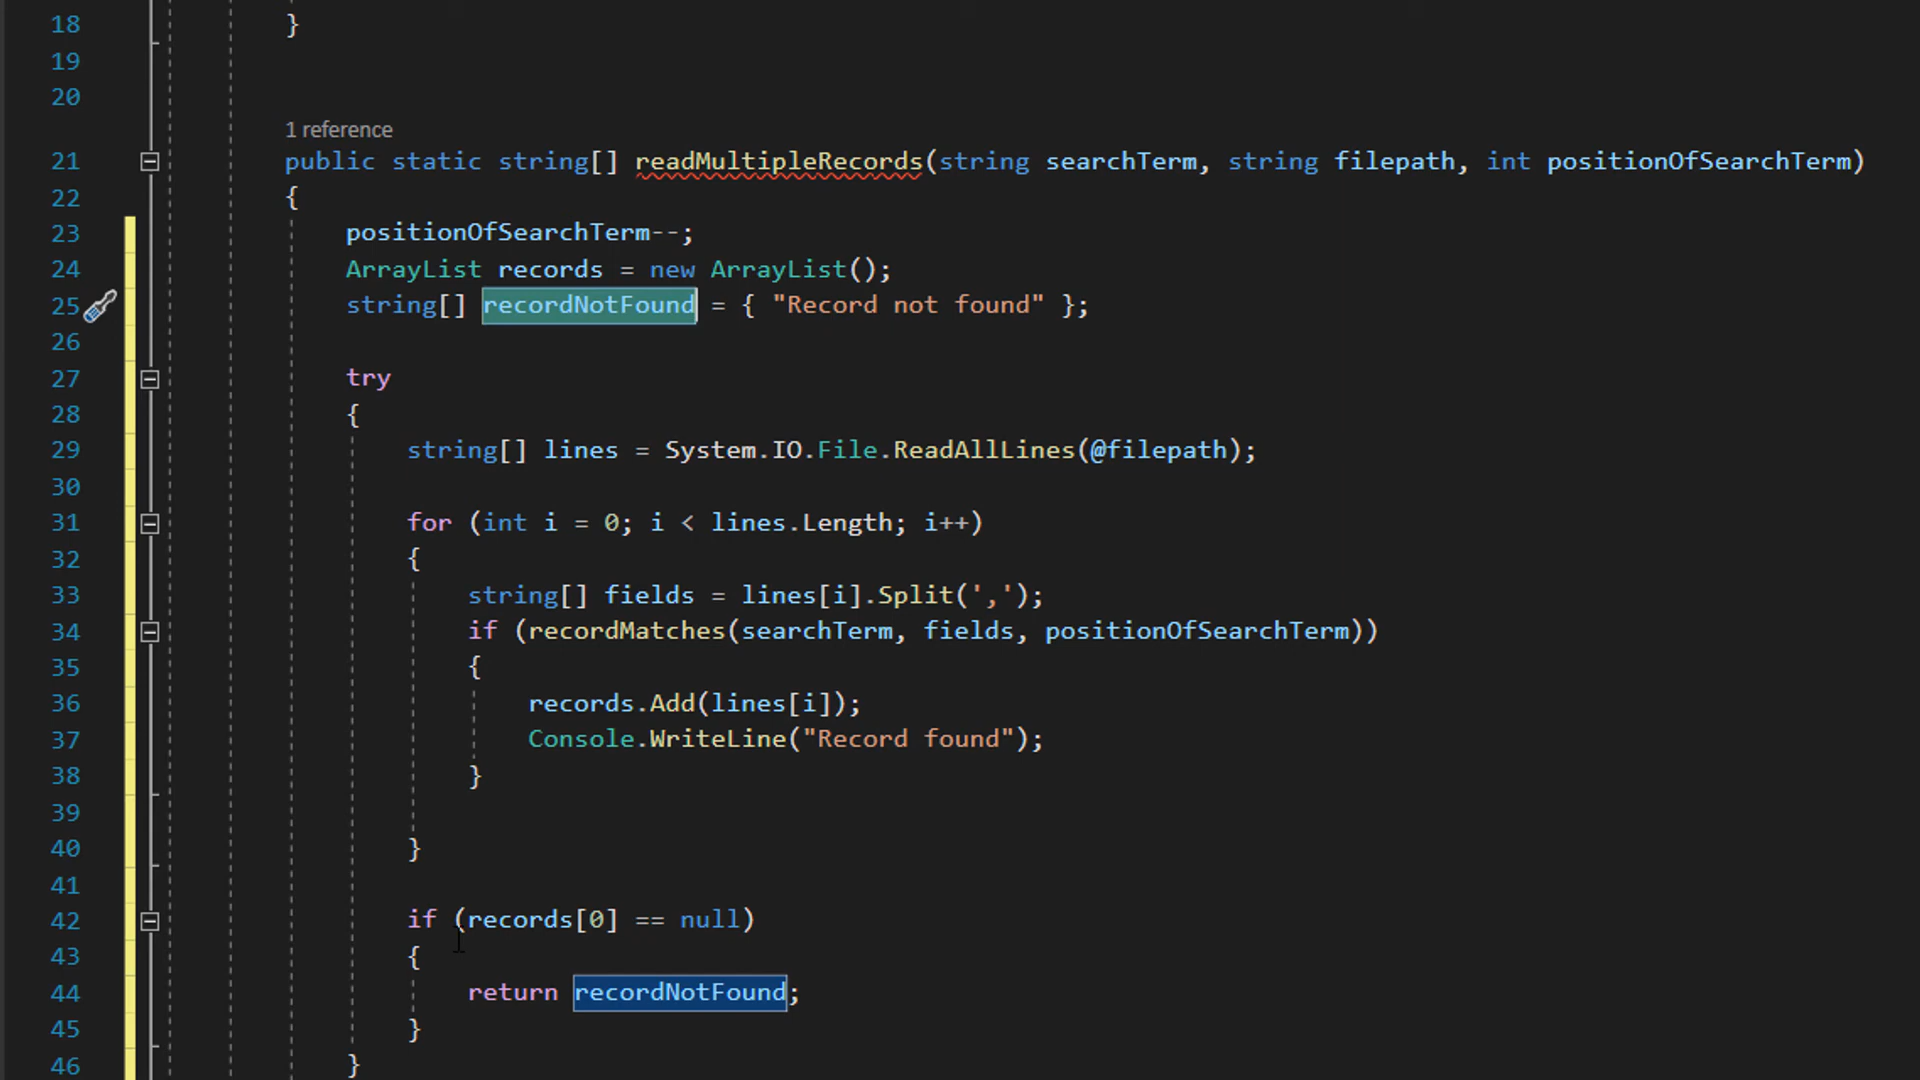 18 }
19
20
1 reference
21 public static string[] readMultipleRecords(string searchTerm, string filepath, int positionOfSearchTerm)
22 {
23 positionOfSearchTerm--;
24 ArrayList records = new ArrayList();
25 string[] recordNotFound = { "Record not found" };
26
27 try
28 {
29 string[] lines = System.IO.File.ReadAllLines(@filepath);
30
31 for (int i = 0; i < lines.Length; i++)
32 {
33 string[] fields = lines[i].Split(',');
34 if (recordMatches(searchTerm, fields, positionOfSearchTerm))
35 {
36 records.Add(lines[i]);
37 Console.WriteLine("Record found");
38 }
39
40 }
41
42 if (records[0] == null)
43 {
44 return recordNotFound;
45 }
46 }